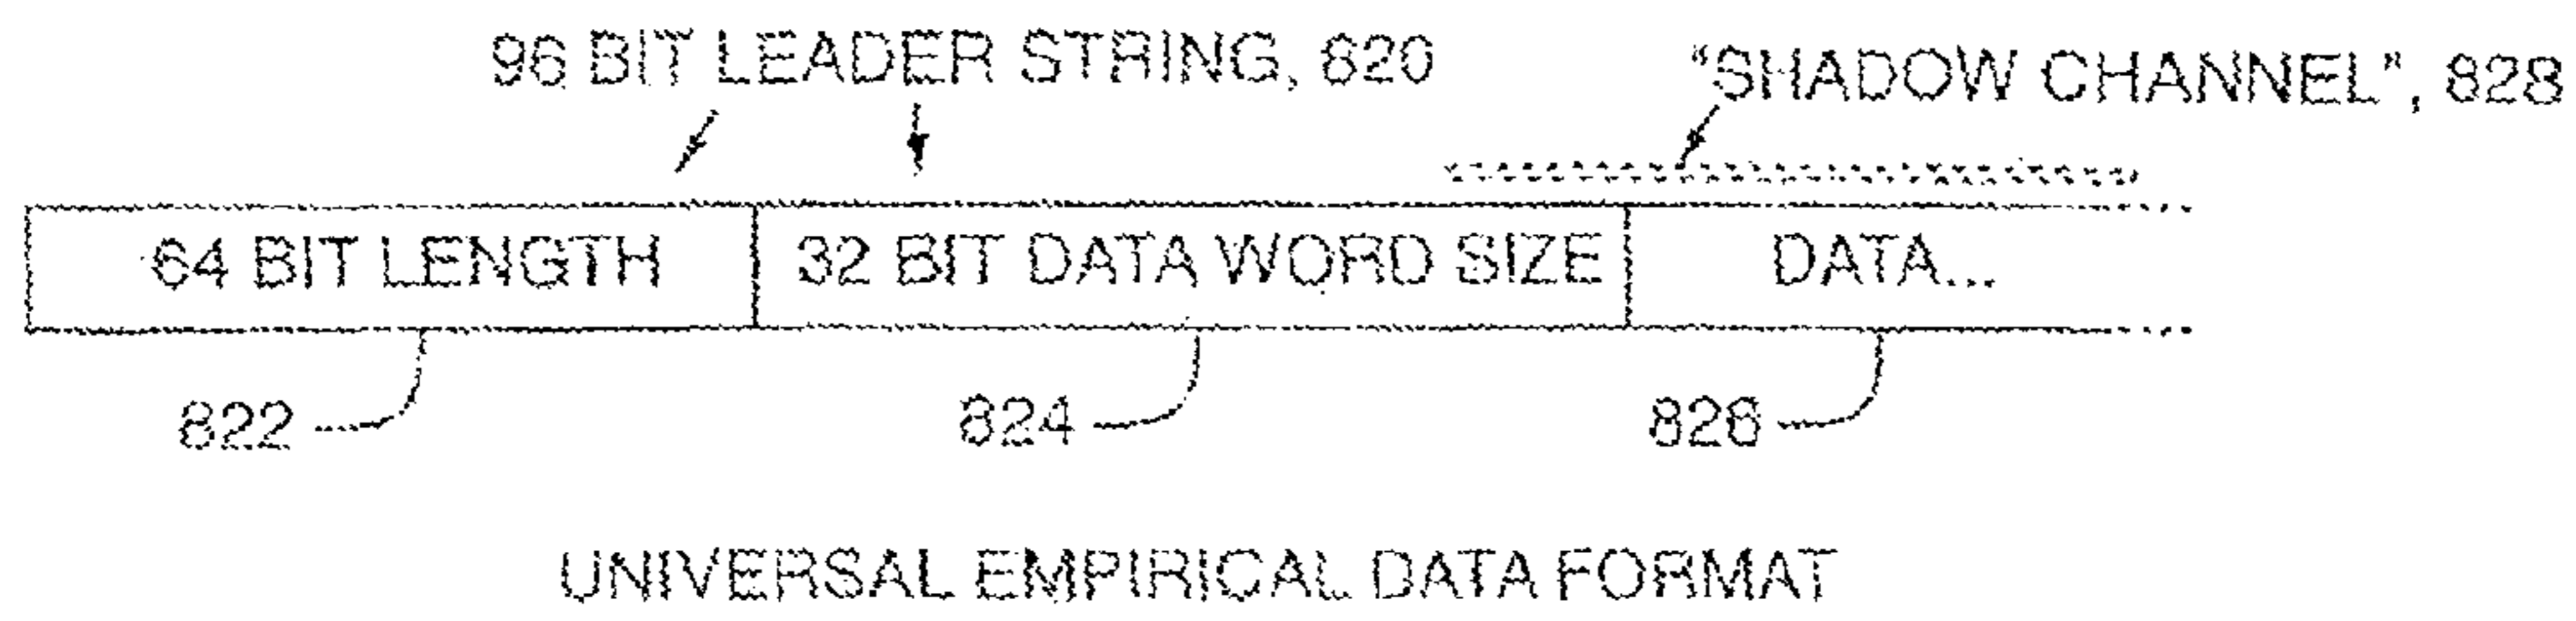 96 BIT LEADER STRING, 820
"SHADOW CHANNEL", 828
64 BIT LENGTH
32 BIT DATA WORD SIZE
DATA...
822
824
826
UNIVERSAL EMPIRICAL DATA FORMAT